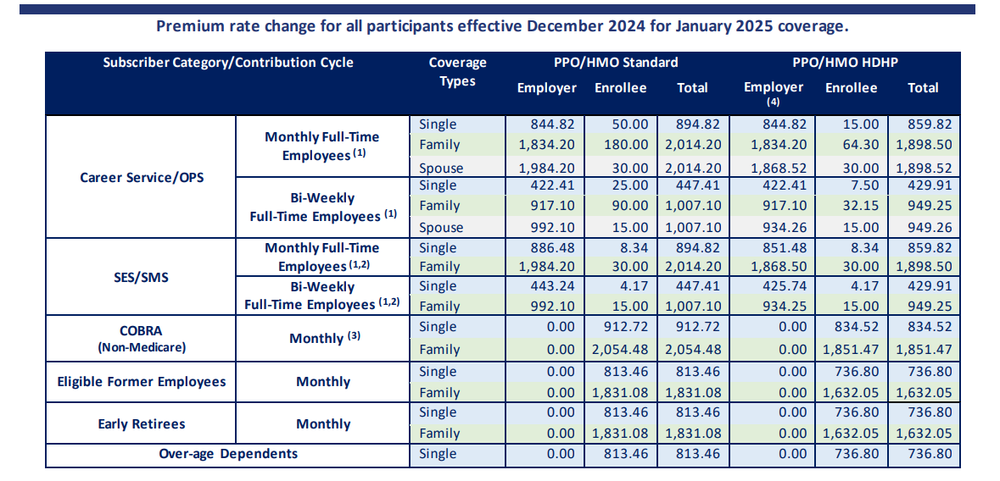 Premium rate change for all participants effective December 2024 for January 2025 coverage.
Subscriber Category/Contribution Cycle Coverage Types PPO/HMO Standard PPO/HMO HDHP
Employer Enrollee Total Employer (4) Enrollee Total
Career Service/OPS
Monthly Full-Time
Employees (1)
Single 844.82 50.00 894.82 844.82 15.00 859.82
Family 1,834.20 180.00 2,014.20 1,834.20 64.30 1,898.50
Spouse 1,984.20 30.00 2,014.20 1,868.52 30.00 1,898.52
Bi-Weekly
Full-Time Employees (1)
Single 422.41 25.00 447.41 422.41 7.50 429.91
Family 917.10 90.00 1,007.10 917.10 32.15 949.25
Spouse 992.10 15.00 1,007.10 934.26 15.00 949.26
SES/SMS
Monthly Full-Time
Employees (1,2)
Single 886.48 8.34 894.82 851.48 8.34 859.82
Family 1,984.20 30.00 2,014.20 1,868.50 30.00 1,898.50
Bi-Weekly
Full-Time Employees (1,2)
Single 443.24 4.17 447.41 425.74 4.17 429.91
Family 992.10 15.00 1,007.10 934.25 15.00 949.25
COBRA
(Non-Medicare)
Monthly (3)
Single 0.00 912.72 912.72 0.00 834.52 834.52
Family 0.00 2,054.48 2,054.48 0.00 1,851.47 1,851.47
Eligible Former Employees
Monthly
Single 0.00 813.46 813.46 0.00 736.80 736.80
Family 0.00 1,831.08 1,831.08 0.00 1,632.05 1,632.05
Early Retirees
Monthly
Single 0.00 813.46 813.46 0.00 736.80 736.80
Family 0.00 1,831.08 1,831.08 0.00 1,632.05 1,632.05
Over-age Dependents Single 0.00 813.46 813.46 0.00 736.80 736.80